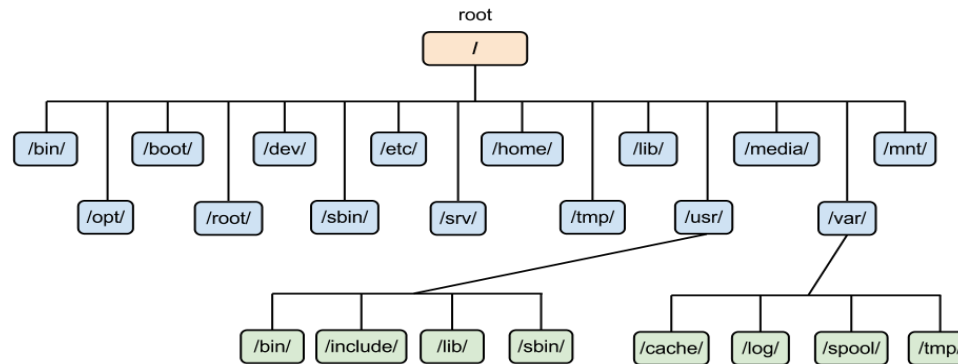 root
/
/bin/ /boot/ /dev/ /etc/ /home/ /lib/ /media/ /mnt/
/opt/ /root/ /sbin/ /srv/ /tmp/ /usr/ /var/
/bin/ /include/ /lib/ /sbin/ /cache/ /log/ /spool/ /tmp/